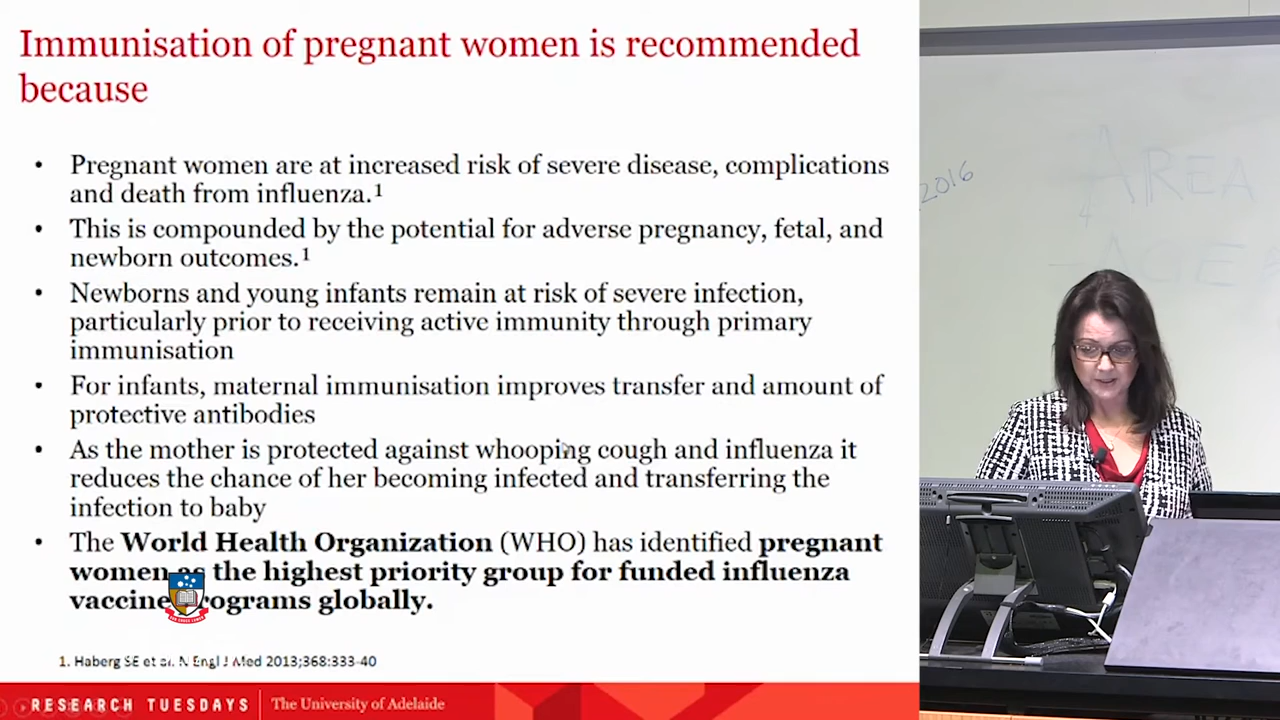 Immunisation of pregnant women is recommended
because
• Pregnant women are at increased risk of severe disease, complications
and death from influenza.¹
• This is compounded by the potential for adverse pregnancy, fetal, and
newborn outcomes.¹
• Newborns and young infants remain at risk of severe infection,
particularly prior to receiving active immunity through primary
immunisation
• For infants, maternal immunisation improves transfer and amount of
protective antibodies
• As the mother is protected against whooping cough and influenza it
reduces the chance of her becoming infected and transferring the
infection to baby
• The World Health Organization (WHO) has identified pregnant
women as the highest priority group for funded influenza
vaccine programs globally.
1. Haberg SE et al. N Engl J Med 2013;368:333-40
RESEARCH TUESDAYS The University of Adelaide
2016
AREA